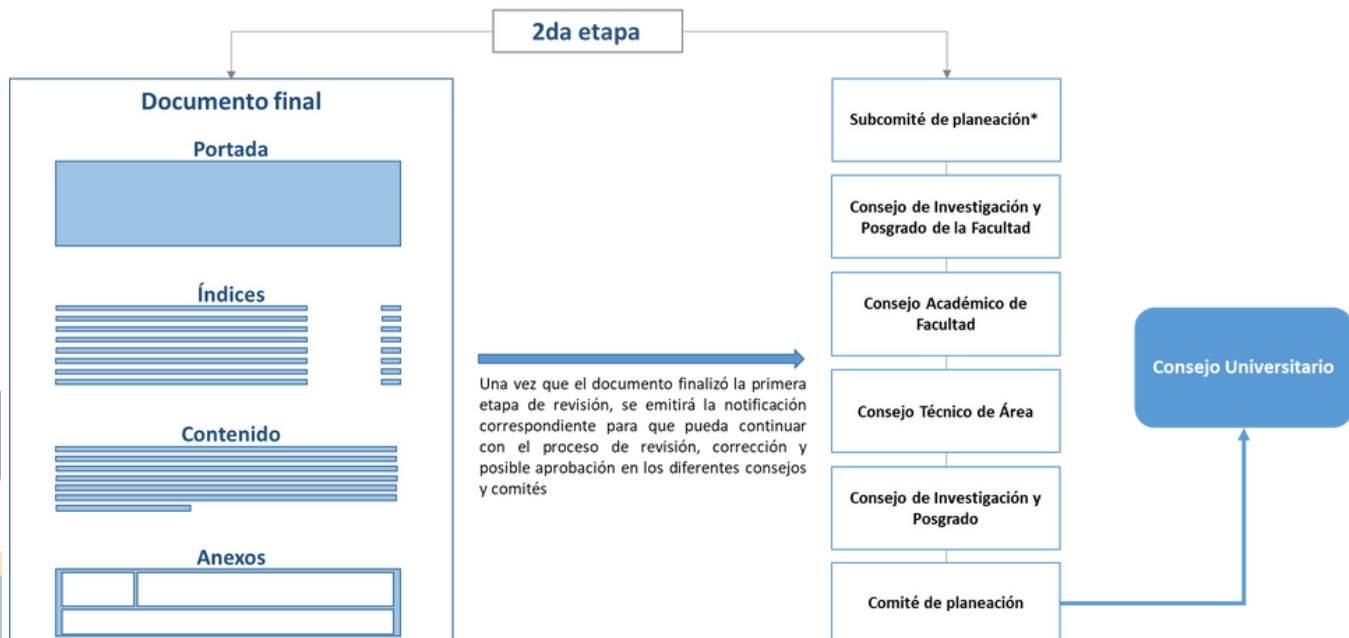 2da etapa
Documento final
Portada
Índices
Contenido
Anexos
Una vez que el documento finalizó la primera
etapa de revisión, se emitirá la notificación
correspondiente para que pueda continuar
con el proceso de revisión, corrección y
posible aprobación en los diferentes consejos
y comités
Subcomité de planeación*
Consejo de Investigación y
Posgrado de la Facultad
Consejo Académico de
Facultad
Consejo Técnico de Área
Consejo de Investigación y
Posgrado
Comité de planeación
Consejo Universitario